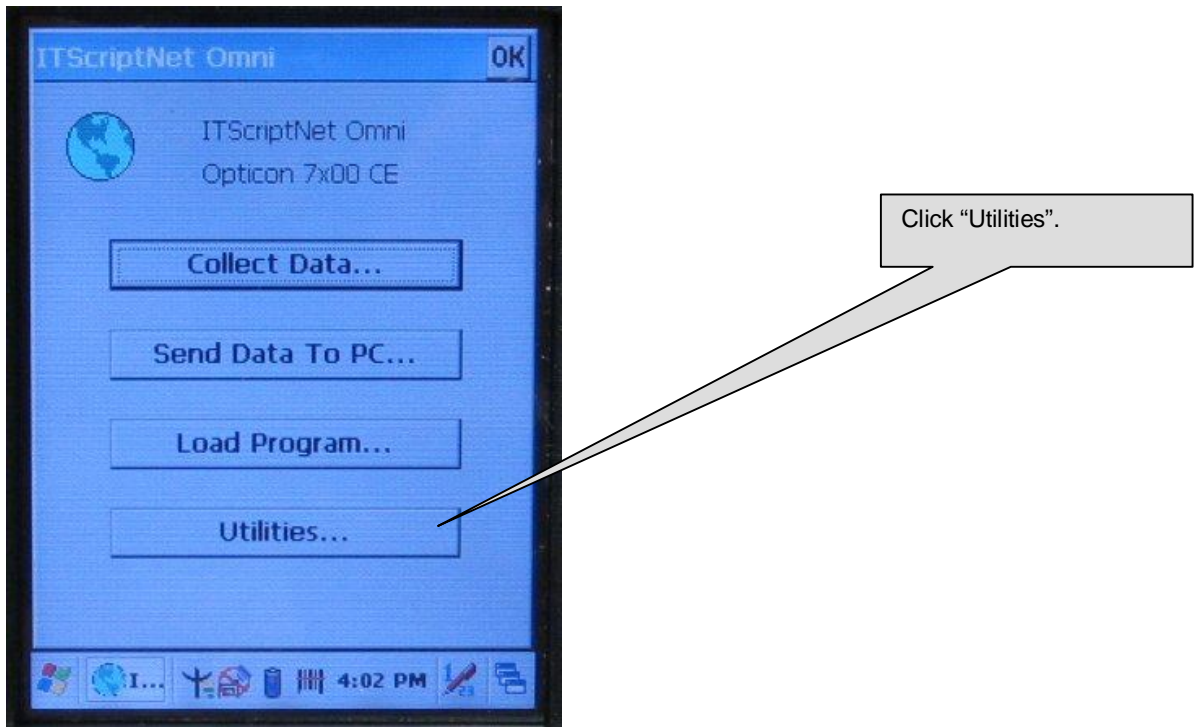 ITScriptNet Omni OK
ITScriptNet Omni
Opticon 7x00 CE
Collect Data...
Send Data To PC...
Load Program...
Utilities...
I... 4:02 PM
Click “Utilities”.